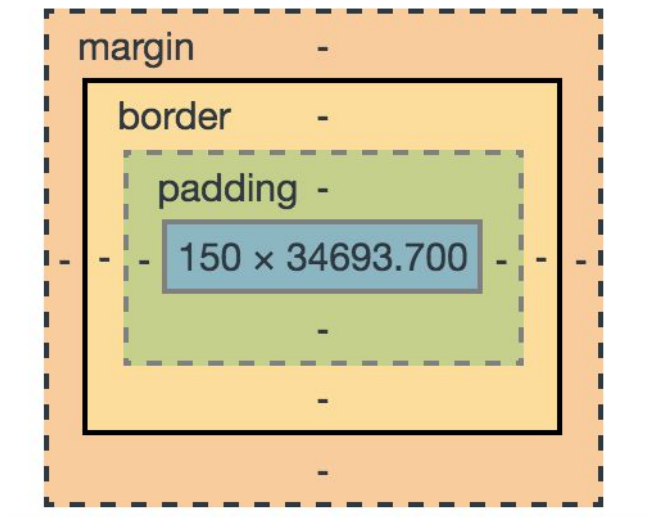 margin -
border -
padding -
- - - 150 × 34693.700 - - -
-
-
-